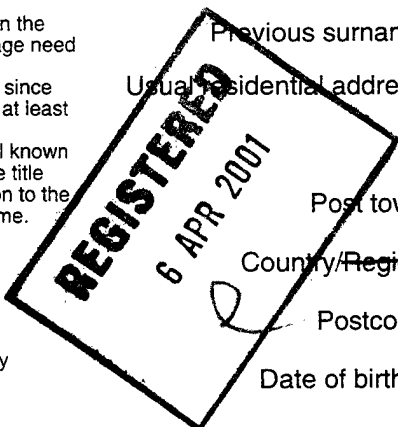 n the
age need
since
at least
l known
e title
on to the
me.
y
Previous surnar
Usual residential addre
Post tov
Country/Regi
Postco
Date of birth
REGISTERED
6 APR 2001